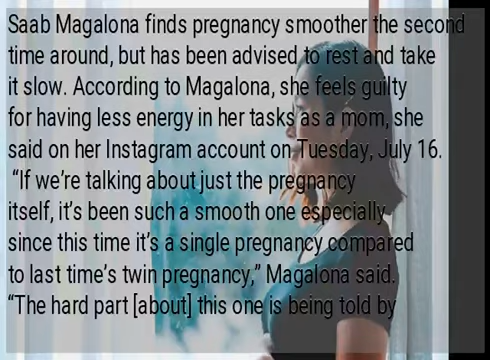 Saab Magalona finds pregnancy smoother the second
time around, but has been advised to rest and take
it slow. According to Magalona, she feels guilty
for having less energy in her tasks as a mom, she
said on her Instagram account on Tuesday, July 16.
“If we’re talking about just the pregnancy
itself, it’s been such a smooth one especially
since this time it’s a single pregnancy compared
to last time’s twin pregnancy,” Magalona said.
“The hard part [about] this one is being told by